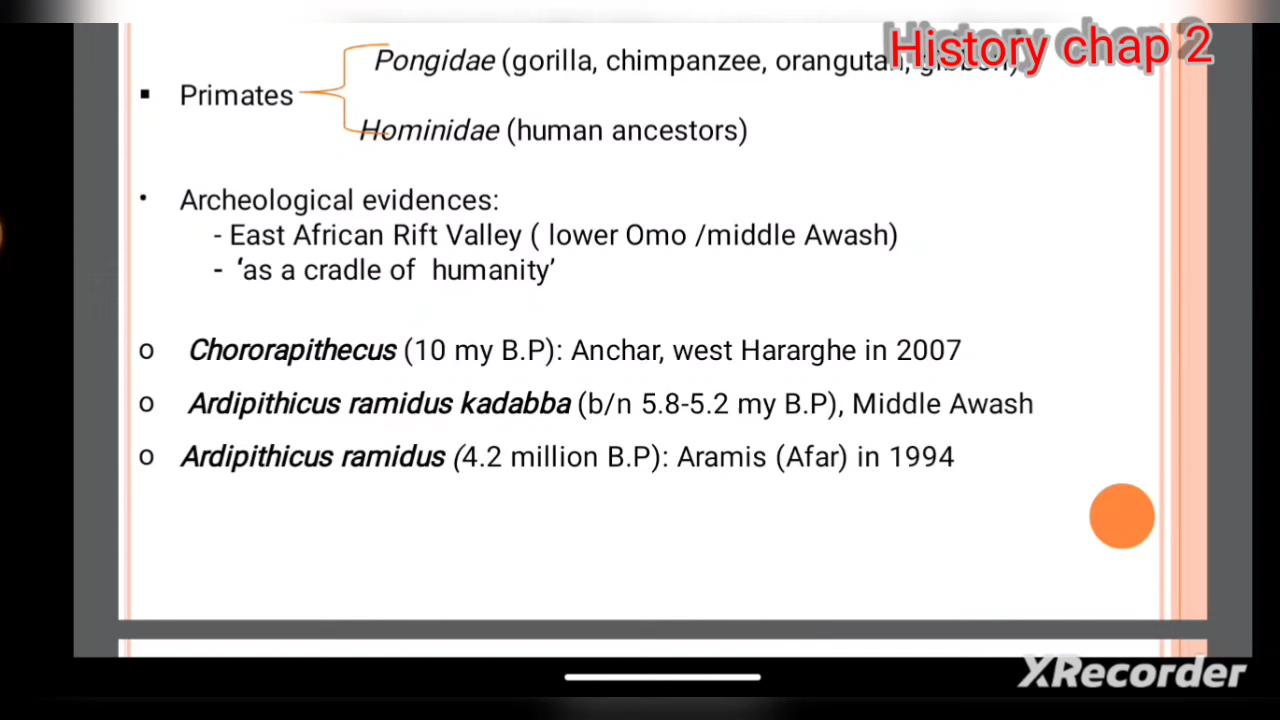 History chap 2
Pongidae (gorilla, chimpanzee, orangutan, gibbon)
▪ Primates
Hominidae (human ancestors)
• Archeological evidences:
- East African Rift Valley ( lower Omo /middle Awash)
- ‘as a cradle of humanity’
o Chororapithecus (10 my B.P): Anchar, west Hararghe in 2007
o Ardipithicus ramidus kadabba (b/n 5.8-5.2 my B.P), Middle Awash
o Ardipithicus ramidus (4.2 million B.P): Aramis (Afar) in 1994
XRecorder